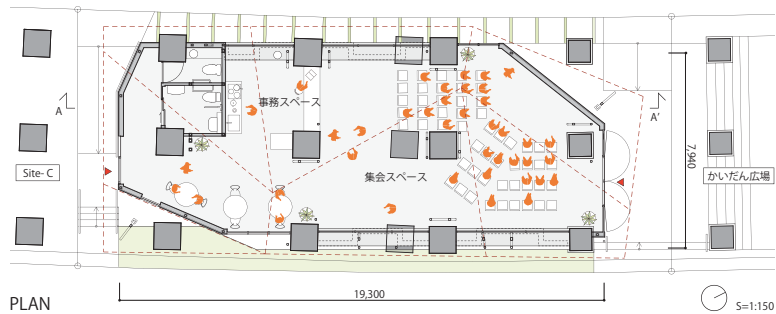 事務スペース
A
A'
7,940
Site- C
集会スペース
かいだん広場
19,300
PLAN
S=1:150